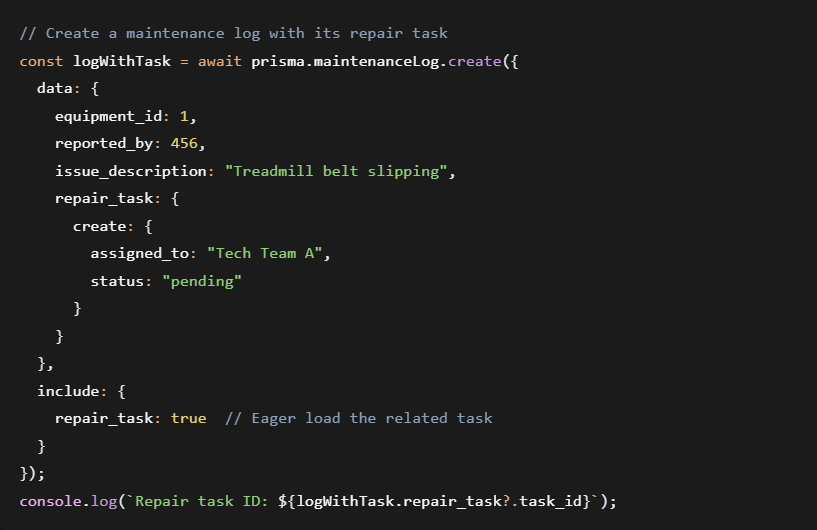 // Create a maintenance log with its repair task
const logWithTask = await prisma.maintenanceLog.create({
  data: {
    equipment_id: 1,
    reported_by: 456,
    issue_description: "Treadmill belt slipping",
    repair_task: {
      create: {
        assigned_to: "Tech Team A",
        status: "pending"
      }
    }
  },
  include: {
    repair_task: true  // Eager load the related task
  }
});
console.log(`Repair task ID: ${logWithTask.repair_task?.task_id}`);